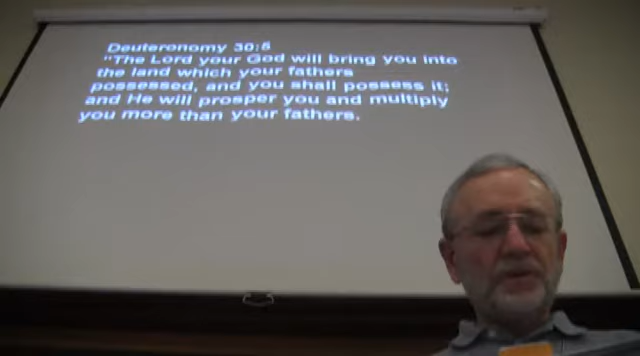 Deuteronomy 30:5
"The Lord your God will bring you into
the land which your fathers
possessed, and you shall possess it;
and He will prosper you and multiply
you more than your fathers.